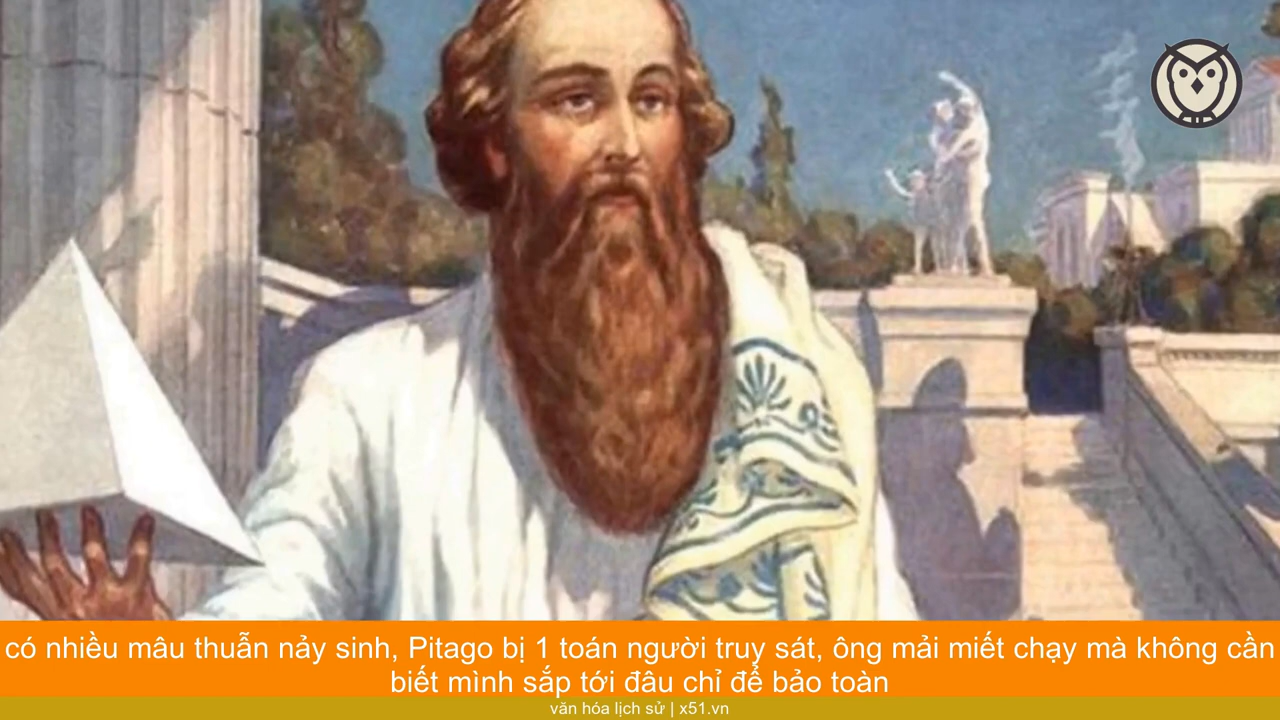 có nhiều mâu thuẫn nảy sinh, Pitago bị 1 toán người truy sát, ông mải miết chạy mà không cần
biết mình sắp tới đâu chỉ để bảo toàn
văn hóa lịch sử | x51.vn